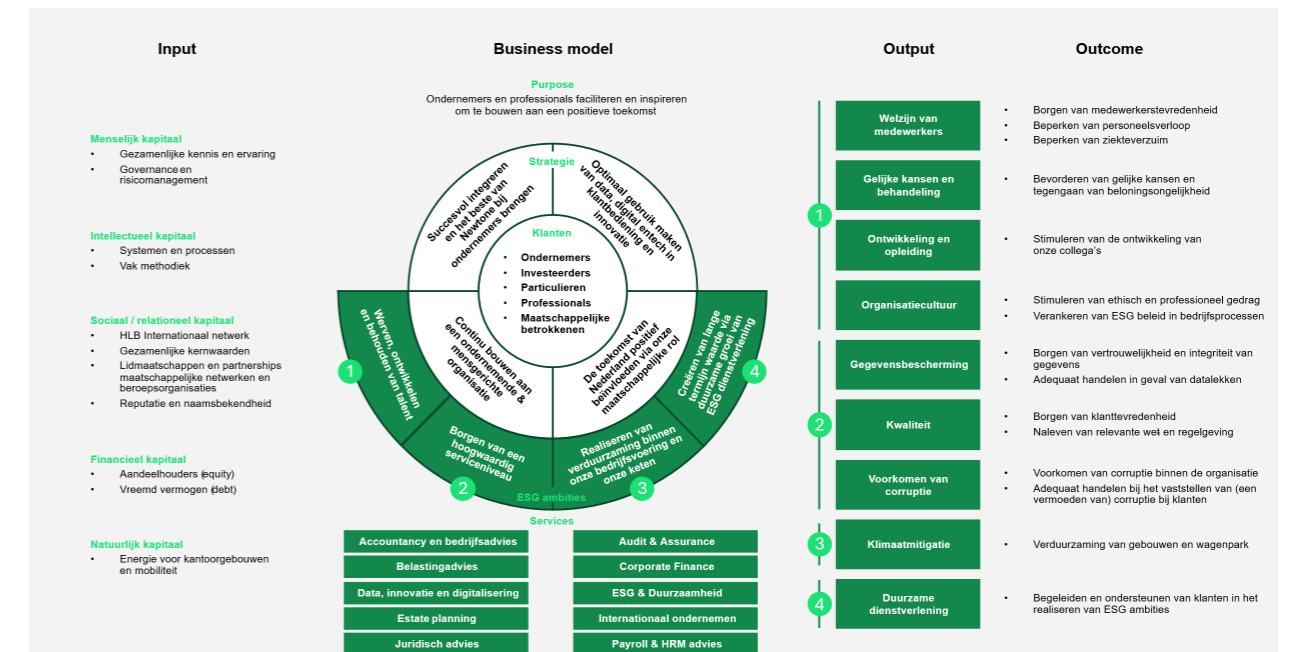 Input
Business model
Output
Outcome
Menselijk kapitaal
• Gezamenlijke kennis en ervaring
• Governance en
risicomanagement
Intellectueel kapitaal
• Systemen en processen
• Vak methodiek
Sociaal / relationeel kapitaal
• HLB Internationaal netwerk
• Gezamenlijke kernwaarden
• Lidmaatschappen en partnerships
maatschappelijke netwerken en
beroepsorganisaties
• Reputatie en naamsbekendheid
Financieel kapitaal
• Aandeelhouders (equity)
• Vreemd vermogen (debt)
Natuurlijk kapitaal
• Energie voor kantoorgebouwen
en mobiliteit
Purpose
Ondernemers en professionals faciliteren en inspireren
om te bouwen aan een positieve toekomst
Strategie
Succesvol integreren
en het beste van
Newtone bij
ondernemers brengen
Optimaal gebruik maken
van data, digital en tech in
klantbediening en
innovatie
Klanten
• Ondernemers
• Investeerders
• Particulieren
• Professionals
• Maatschappelijke
betrokkenen
Continu bouwen aan
een ondernemende &
mensgerichte
organisatie
De toekomst van
Nederland positief
beïnvloeden via onze
maatschappelijke rol
1
Werven, ontwikkelen
en behouden van talent
2
Borgen van een
hoogwaardig
serviceniveau
3
Realiseren van
verduurzaming binnen
onze bedrijfsvoering en
onze keten
4
Creëren van lange
termijn waarde via
duurzame groei van
ESG dienstverlening
ESG ambities
Services
Accountancy en bedrijfsadvies
Audit & Assurance
Belastingadvies
Corporate Finance
Data, innovatie en digitalisering
ESG & Duurzaamheid
Estate planning
Internationaal ondernemen
Juridisch advies
Payroll & HRM advies
1
Welzijn van
medewerkers
• Borgen van medewerkerstevredenheid
• Beperken van personeelsverloop
• Beperken van ziekteverzuim
Gelijke kansen en
behandeling
• Bevorderen van gelijke kansen en
tegengaan van beloningsongelijkheid
Ontwikkeling en
opleiding
• Stimuleren van de ontwikkeling van
onze collega's
Organisatiecultuur
• Stimuleren van ethisch en professioneel gedrag
• Verankeren van ESG beleid in bedrijfsprocessen
2
Gegevensbescherming
• Borgen van vertrouwelijkheid en integriteit van
gegevens
• Adequaat handelen in geval van datalekken
Kwaliteit
• Borgen van klanttevredenheid
• Naleven van relevante wet- en regelgeving
Voorkomen van
corruptie
• Voorkomen van corruptie binnen de organisatie
• Adequaat handelen bij het vaststellen van (een
vermoeden van) corruptie bij klanten
3
Klimaatmitigatie
• Verduurzaming van gebouwen en wagenpark
4
Duurzame
dienstverlening
• Begeleiden en ondersteunen van klanten in het
realiseren van ESG ambities